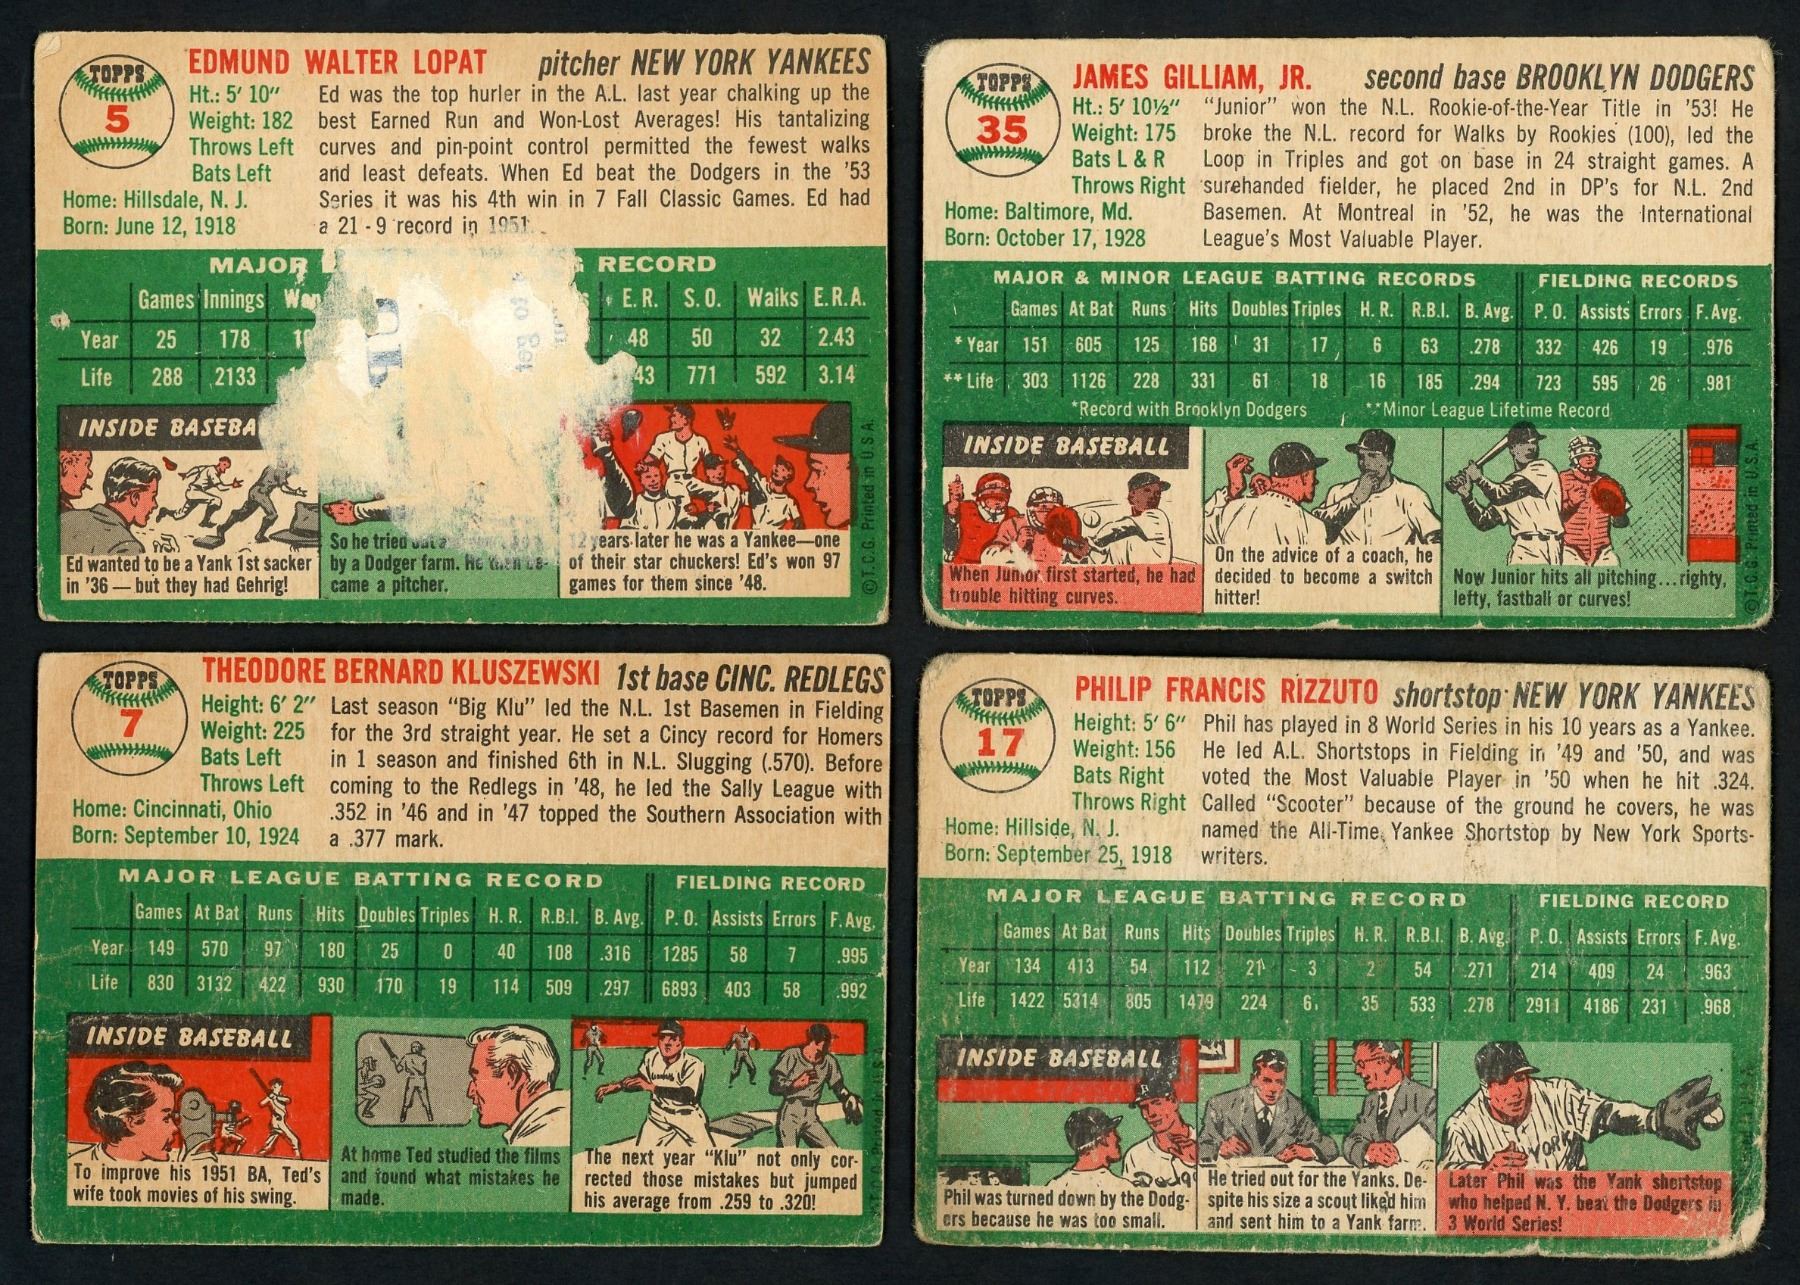 TOPPS
5
EDMUND WALTER LOPAT pitcher NEW YORK YANKEES
Ht.: 5' 10"
Weight: 182
Throws Left
Bats Left
Home: Hillsdale, N. J.
Born: June 12, 1918
Ed was the top hurler in the A.L. last year chalking up the
best Earned Run and Won-Lost Averages! His tantalizing
curves and pin-point control permitted the fewest walks
and least defeats. When Ed beat the Dodgers in the '53
Series it was his 4th win in 7 Fall Classic Games. Ed had
a 21 - 9 record in 1951.
MAJOR RECORD
Games Innings E.R. S.O. Walks E.R.A.
Year 25 178 48 50 32 2.43
Life 288 2133 43 771 592 3.14
INSIDE BASEBA
Ed wanted to be a Yank 1st sacker
in '36 — but they had Gehrig!
So he tried out
by a Dodger farm. He then be-
came a pitcher.
12 years later he was a Yankee—one
of their star chuckers! Ed's won 97
games for them since '48.
© T.C.G. Printed in U.S.A.
TOPPS
35
JAMES GILLIAM, JR. second base BROOKLYN DODGERS
Ht.: 5' 10½"
Weight: 175
Bats L & R
Throws Right
Home: Baltimore, Md.
Born: October 17, 1928
"Junior" won the N.L. Rookie-of-the-Year Title in '53! He
broke the N.L. record for Walks by Rookies (100), led the
Loop in Triples and got on base in 24 straight games. A
surehanded fielder, he placed 2nd in DP's for N.L. 2nd
Basemen. At Montreal in '52, he was the International
League's Most Valuable Player.
MAJOR & MINOR LEAGUE BATTING RECORDS FIELDING RECORDS
Games At Bat Runs Hits Doubles Triples H. R. R.B.I. B. Avg. P. O. Assists Errors F. Avg.
* Year 151 605 125 168 31 17 6 63 .278 332 426 19 .976
** Life 303 1126 228 331 61 18 16 185 .294 723 595 26 .981
*Record with Brooklyn Dodgers **Minor League Lifetime Record
INSIDE BASEBALL
When Junior first started, he had
trouble hitting curves.
On the advice of a coach, he
decided to become a switch
hitter!
Now Junior hits all pitching...righty,
lefty, fastball or curves!
© T.C.G. Printed in U.S.A.
TOPPS
7
THEODORE BERNARD KLUSZEWSKI 1st base CINC. REDLEGS
Height: 6' 2"
Weight: 225
Bats Left
Throws Left
Home: Cincinnati, Ohio
Born: September 10, 1924
Last season "Big Klu" led the N.L. 1st Basemen in Fielding
for the 3rd straight year. He set a Cincy record for Homers
in 1 season and finished 6th in N.L. Slugging (.570). Before
coming to the Redlegs in '48, he led the Sally League with
.352 in '46 and in '47 topped the Southern Association with
a .377 mark.
MAJOR LEAGUE BATTING RECORD FIELDING RECORD
Games At Bat Runs Hits Doubles Triples H. R. R.B.I. B. Avg. P. O. Assists Errors F. Avg.
Year 149 570 97 180 25 0 40 108 .316 1285 58 7 .995
Life 830 3132 422 930 170 19 114 509 .297 6893 403 58 .992
INSIDE BASEBALL
To improve his 1951 BA, Ted's
wife took movies of his swing.
At home Ted studied the films
and found what mistakes he
made.
The next year "Klu" not only cor-
rected those mistakes but jumped
his average from .259 to .320!
TOPPS
17
PHILIP FRANCIS RIZZUTO shortstop NEW YORK YANKEES
Height: 5' 6"
Weight: 156
Bats Right
Throws Right
Home: Hillside, N. J.
Born: September 25, 1918
Phil has played in 8 World Series in his 10 years as a Yankee.
He led A.L. Shortstops in Fielding in '49 and '50, and was
voted the Most Valuable Player in '50 when he hit .324.
Called "Scooter" because of the ground he covers, he was
named the All-Time Yankee Shortstop by New York Sports-
writers.
MAJOR LEAGUE BATTING RECORD FIELDING RECORD
Games At Bat Runs Hits Doubles Triples H. R. R.B.I. B. Avg. P. O. Assists Errors F. Avg.
Year 134 413 54 112 21 3 2 54 .271 214 409 24 .963
Life 1422 5314 805 1479 224 6 35 533 .278 2911 4186 231 .968
INSIDE BASEBALL
Phil was turned down by the Dodg-
ers because he was too small.
He tried out for the Yanks. De-
spite his size a scout liked him
and sent him to a Yank farm.
YORK
Later Phil was the Yank shortstop
who helped N. Y. beat the Dodgers in
3 World Series!